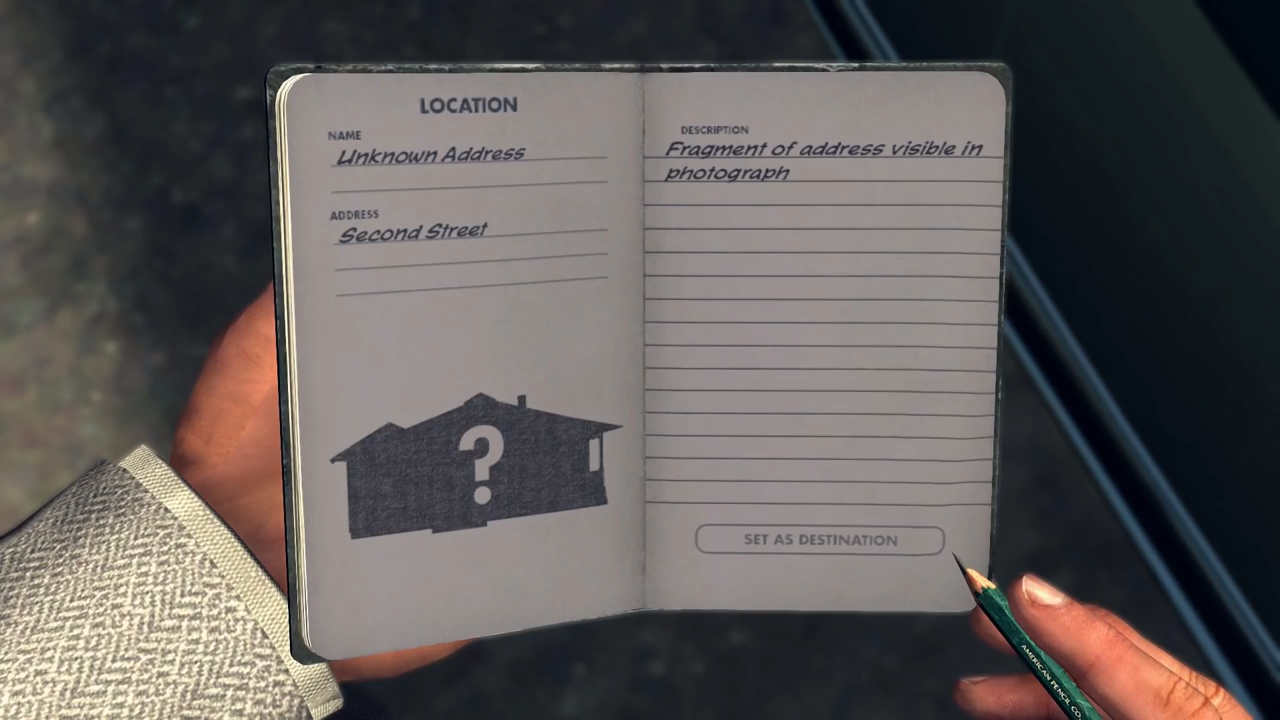 LOCATION
NAME
Unknown Address
ADDRESS
Second Street
?
DESCRIPTION
Fragment of address visible in
photograph
SET AS DESTINATION
AMERICAN PENCIL CO.